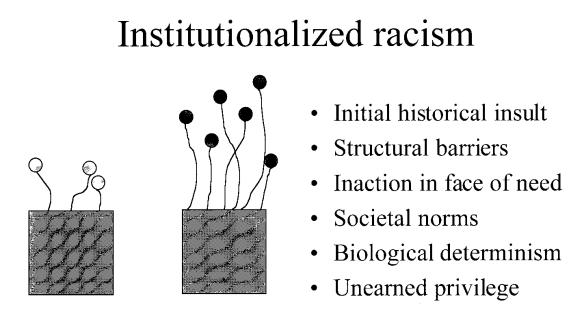 Institutionalized racism
• Initial historical insult
• Structural barriers
• Inaction in face of need
• Societal norms
• Biological determinism
• Unearned privilege